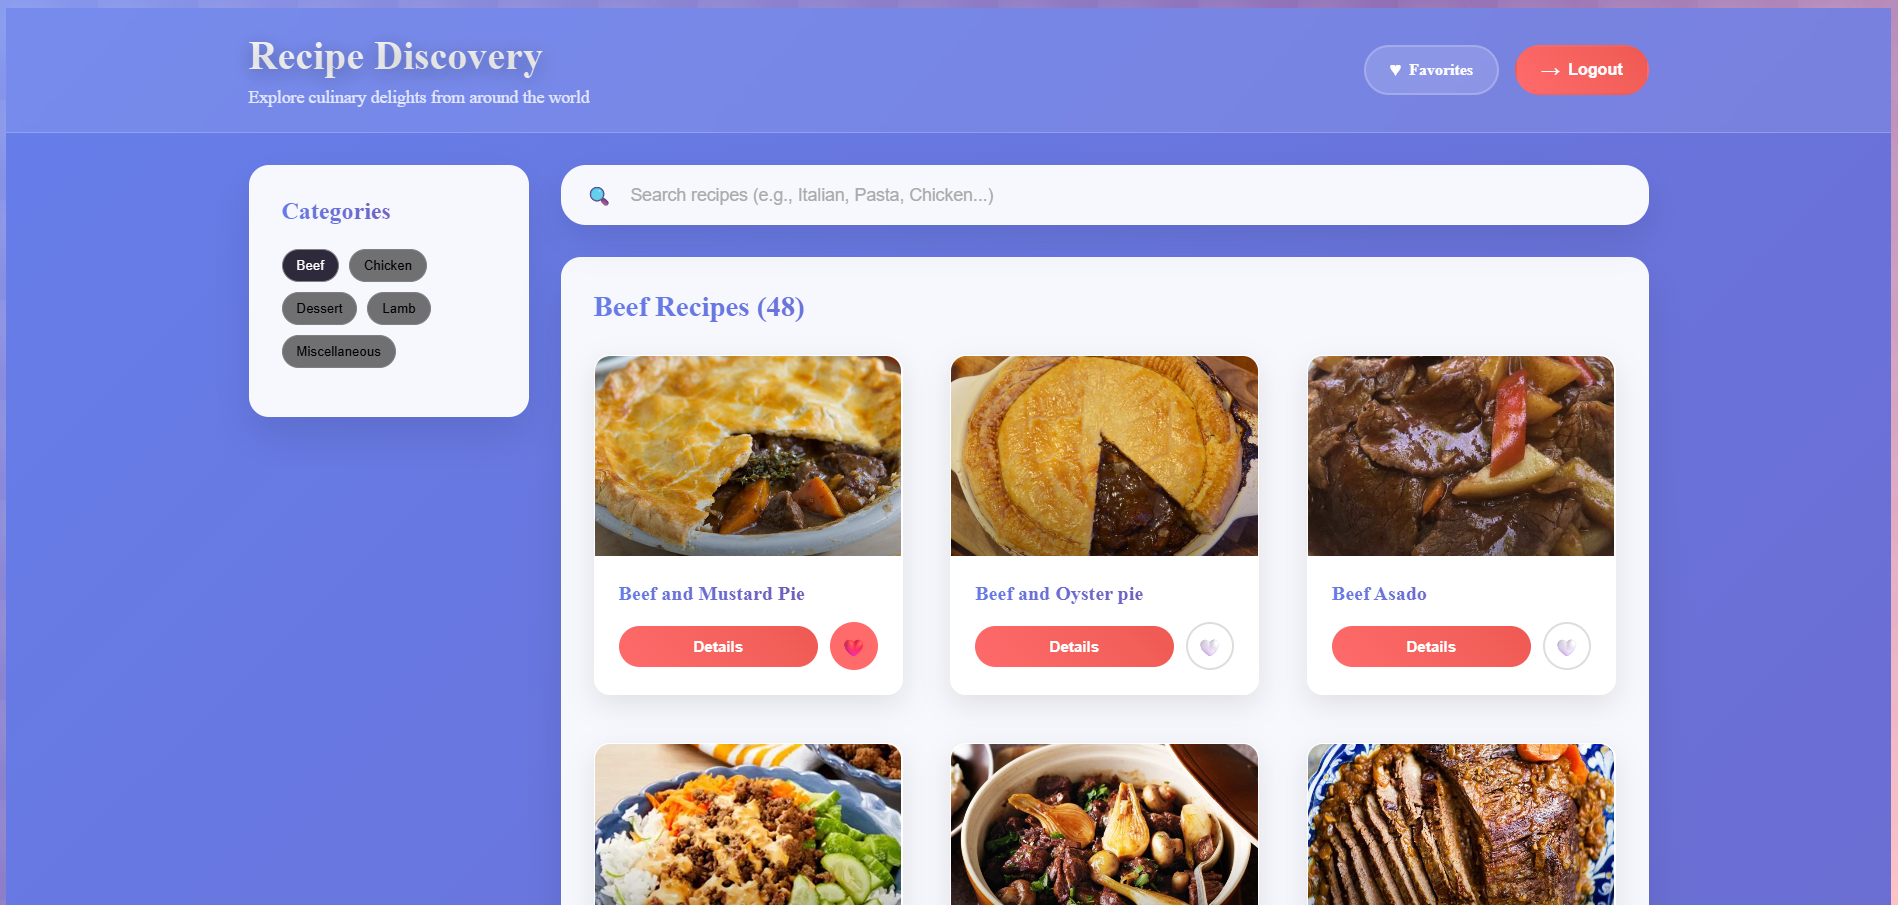 Recipe Discovery
Explore culinary delights from around the world
♥ Favorites
→ Logout
Categories
Beef
Chicken
Dessert
Lamb
Miscellaneous
Search recipes (e.g., Italian, Pasta, Chicken...)
Beef Recipes (48)
Beef and Mustard Pie
Details
Beef and Oyster pie
Details
Beef Asado
Details